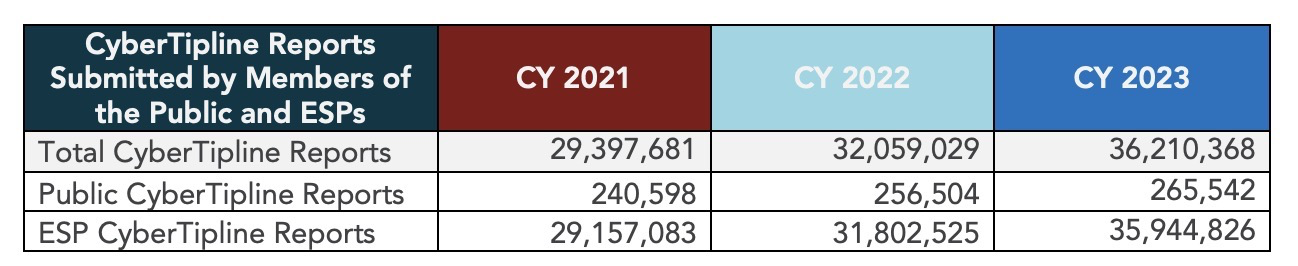 CyberTipline Reports
Submitted by Members of
the Public and ESPs
CY 2021
CY 2022
CY 2023
Total CyberTipline Reports 29,397,681 32,059,029 36,210,368
Public CyberTipline Reports 240,598 256,504 265,542
ESP CyberTipline Reports 29,157,083 31,802,525 35,944,826